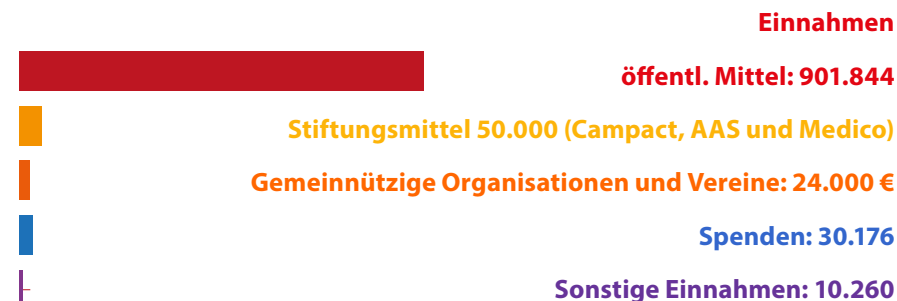 Einnahmen
öffentl. Mittel: 901.844
Stiftungsmittel 50.000 (Campact, AAS und Medico)
Gemeinnützige Organisationen und Vereine: 24.000 €
Spenden: 30.176
Sonstige Einnahmen: 10.260